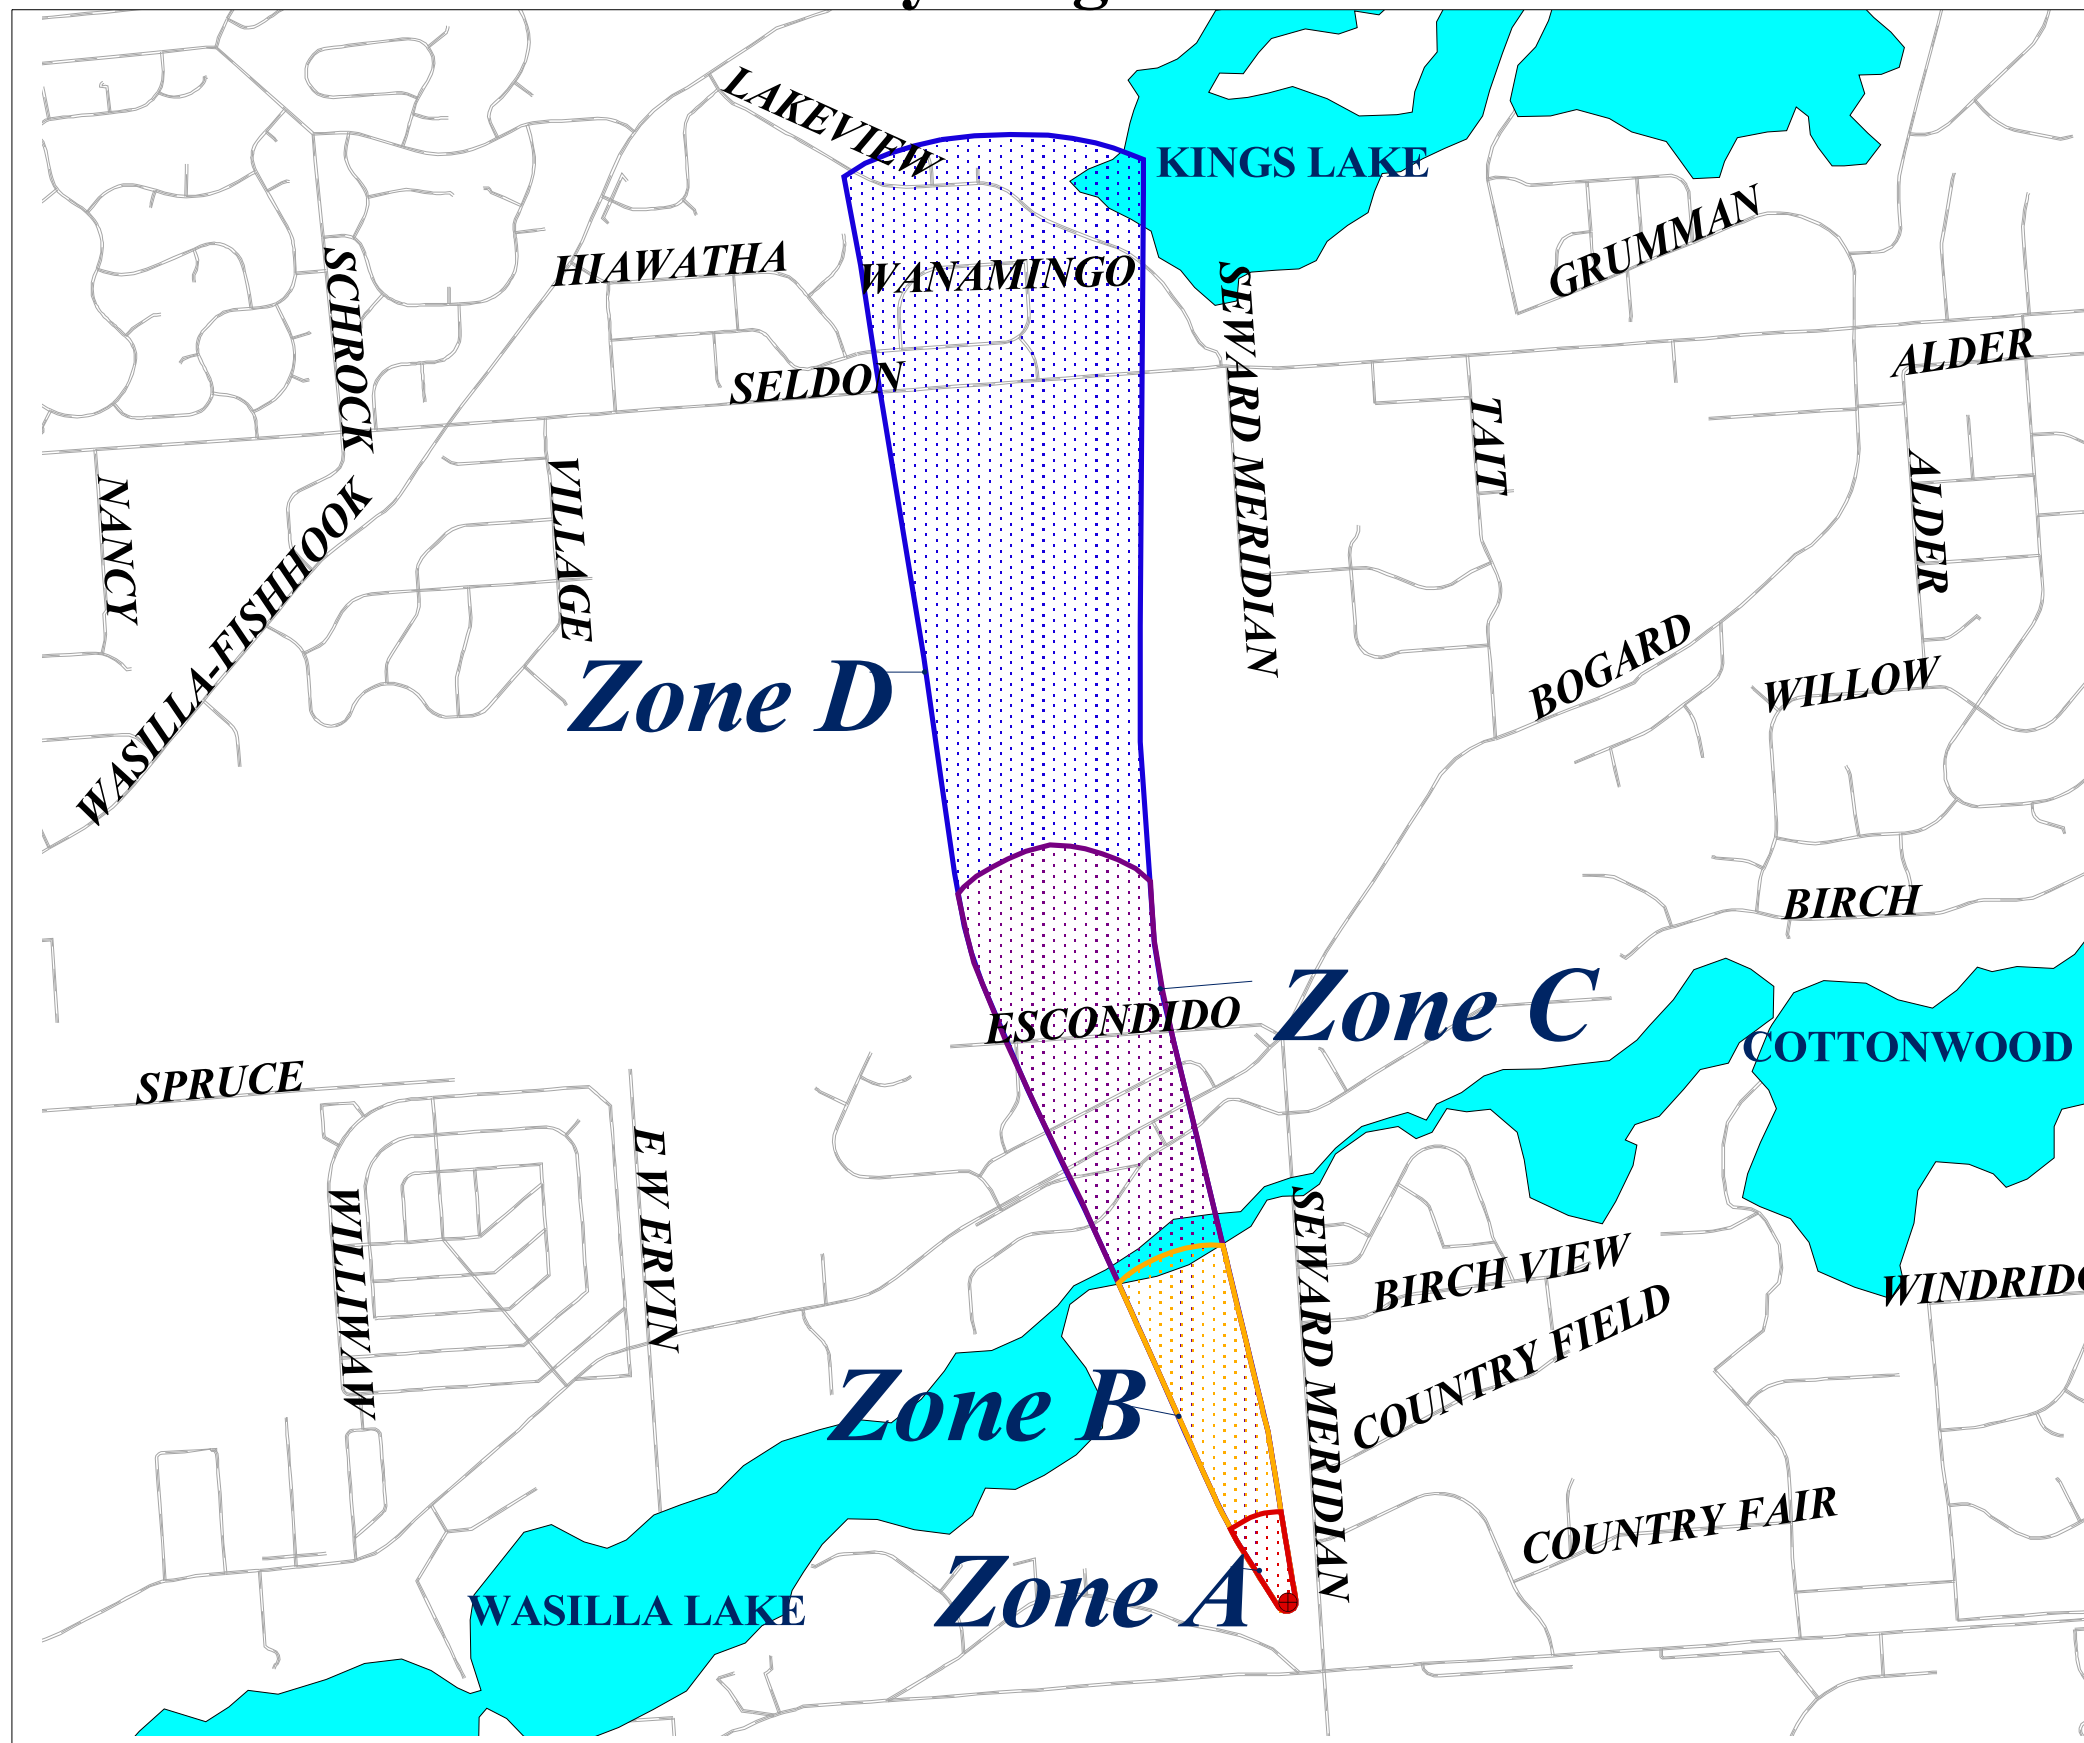 LAKEVIEW
KINGS LAKE
GRUMMAN
SCHROCK
HIAWATHA
WANAMINGO
SEWARD MERIDIAN
ALDER
SELDON
TAIT
NANCY
WASILLA-FISHHOOK
VILLAGE
ALDER
BOGARD
WILLOW
Zone D
BIRCH
Zone C
ESCONDIDO
COTTONWOOD
SPRUCE
E W ERVIN
WILLIWAW
SEWARD MERIDIAN
BIRCH VIEW
WINDRIDG
COUNTRY FIELD
Zone B
COUNTRY FAIR
Zone A
WASILLA LAKE